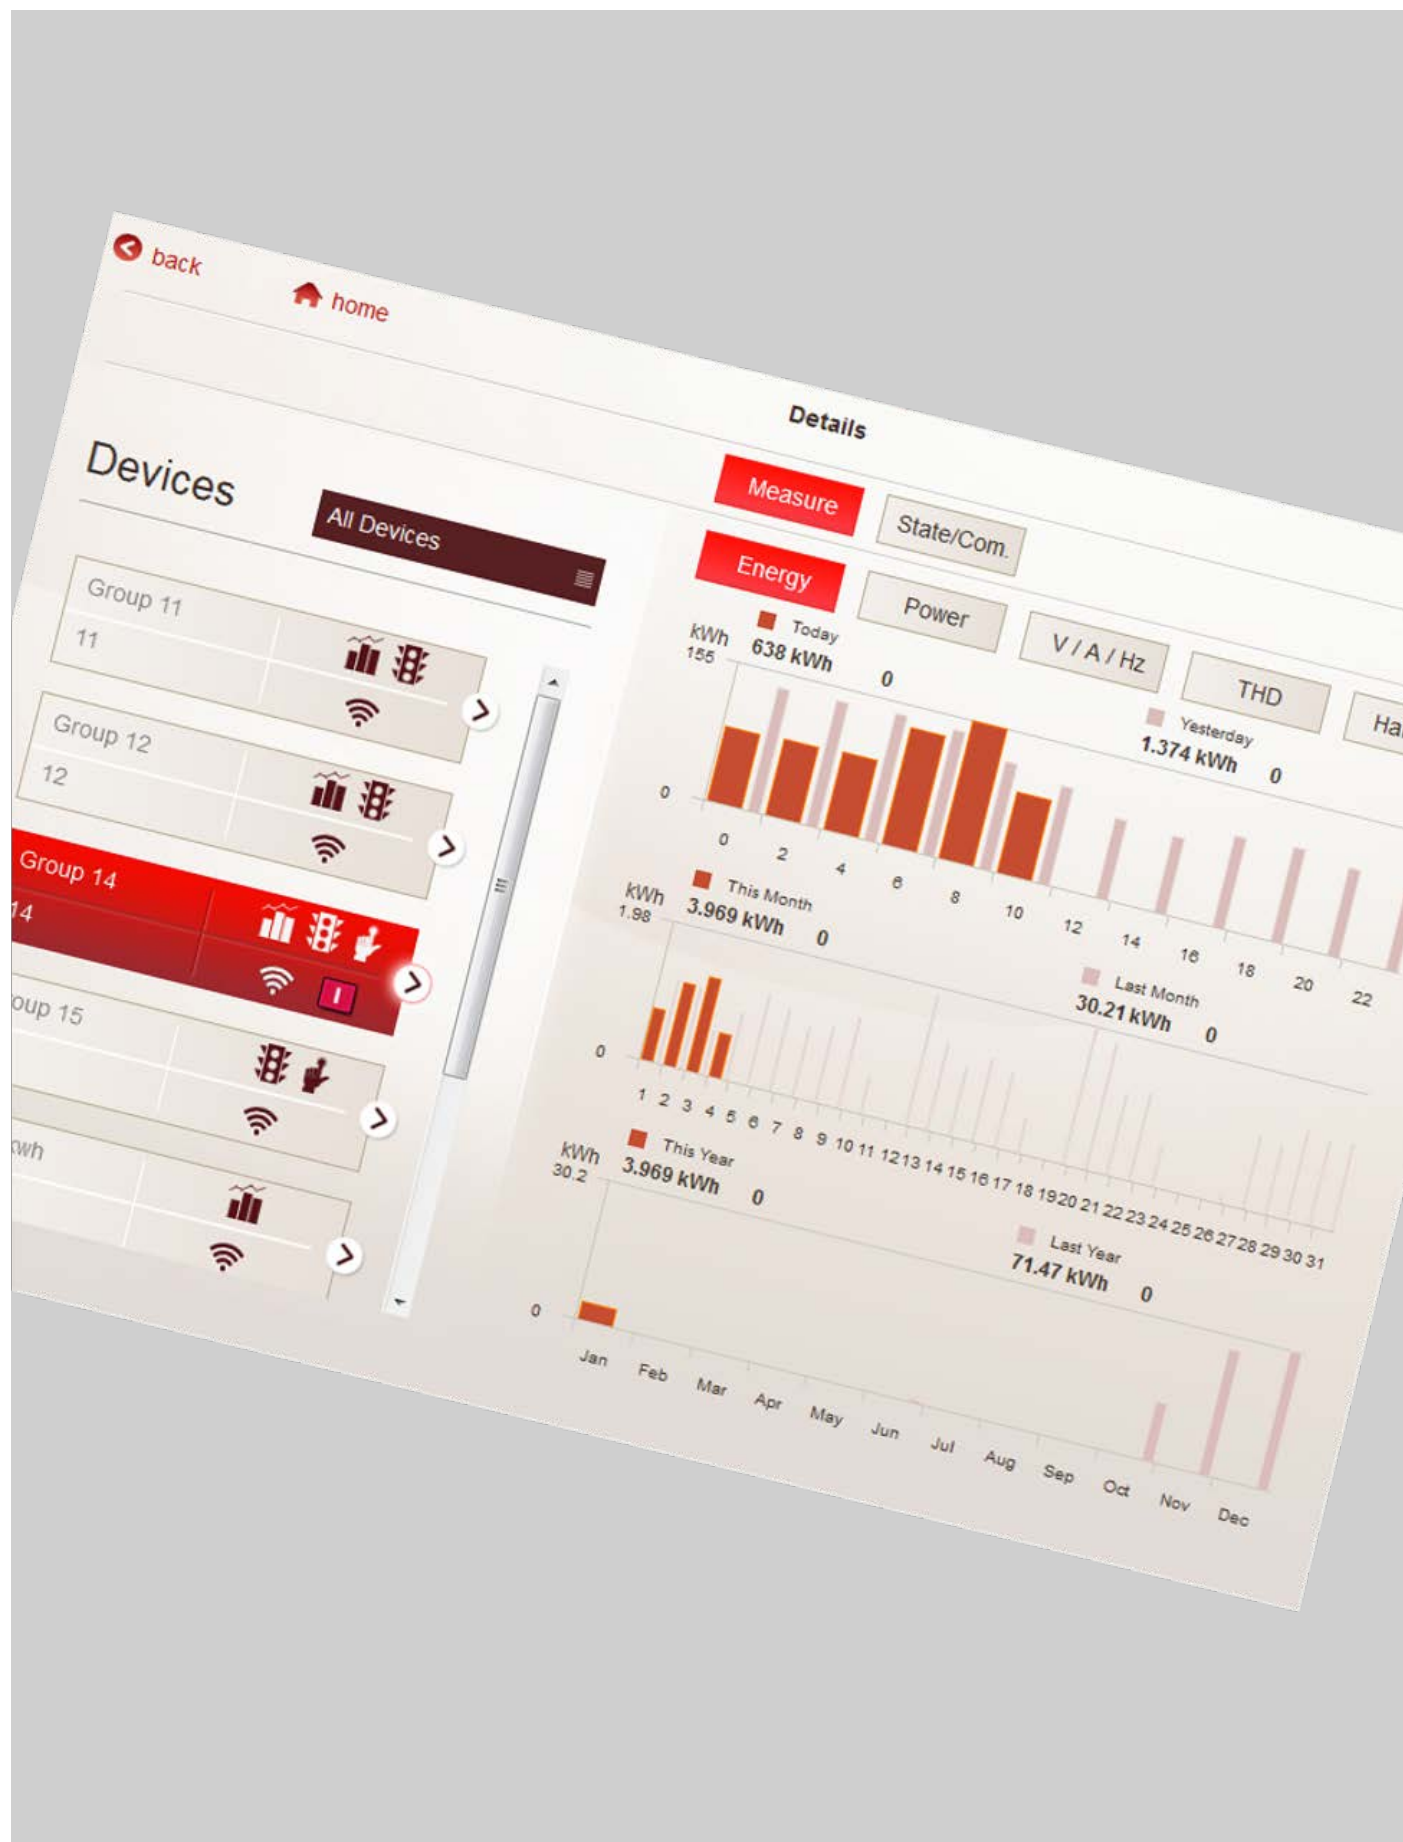 back
home
Details
Devices
All Devices
Measure
State/Com.
Energy
Power
V / A / Hz
THD
Group 11
11
Group 12
12
Group 14
14
oup 15
kwh
kWh
155
0
Today
638 kWh 0
Yesterday
1.374 kWh 0
0 2 4 6 8 10 12 14 16 18 20 22
kWh
1.98
0
This Month
3.969 kWh 0
Last Month
30.21 kWh 0
1 2 3 4 5 6 7 8 9 10 11 12 13 14 15 16 17 18 19 20 21 22 23 24 25 26 27 28 29 30 31
kWh
30.2
0
This Year
3.969 kWh 0
Last Year
71.47 kWh 0
Jan Feb Mar Apr May Jun Jul Aug Sep Oct Nov Dec